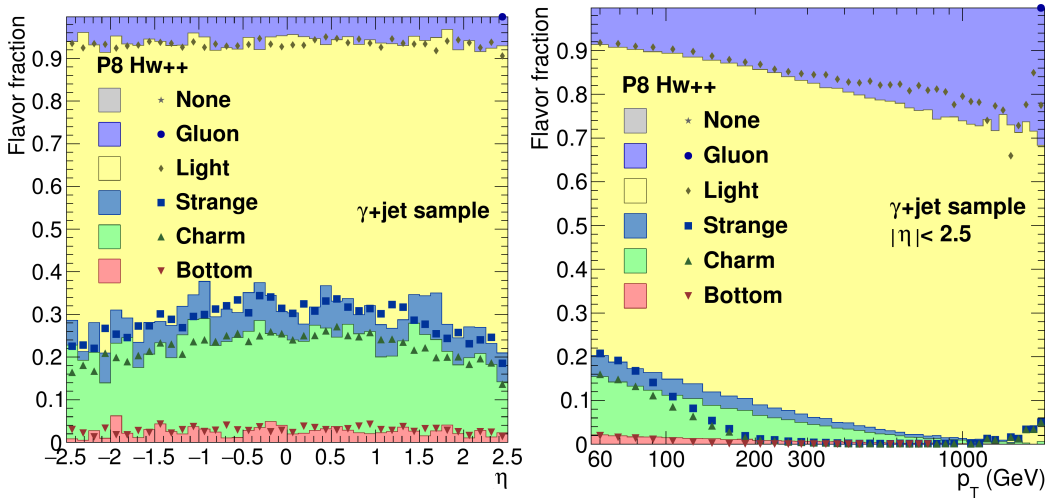 Flavor fraction
1
0.9
0.8
0.7
0.6
0.5
0.4
0.3
0.2
0.1
0
P8 Hw++
None
Gluon
Light
Strange
Charm
Bottom
γ+jet sample
−2.5 −2 −1.5 −1 −0.5 0 0.5 1 1.5 2 2.5
η
Flavor fraction
1
0.9
0.8
0.7
0.6
0.5
0.4
0.3
0.2
0.1
0
P8 Hw++
None
Gluon
Light
Strange
Charm
Bottom
γ+jet sample
|η|< 2.5
60 100 200 300 1000
p_T (GeV)